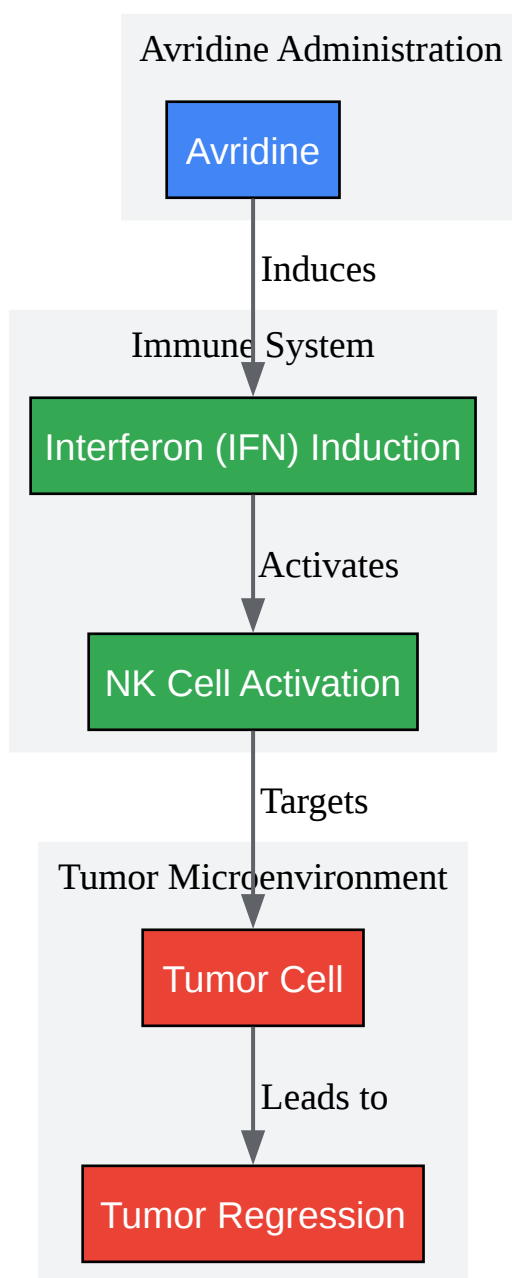 Avridine Administration
Avridine
Induces
Immune System
Interferon (IFN) Induction
Activates
NK Cell Activation
Targets
Tumor Microenvironment
Tumor Cell
Leads to
Tumor Regression